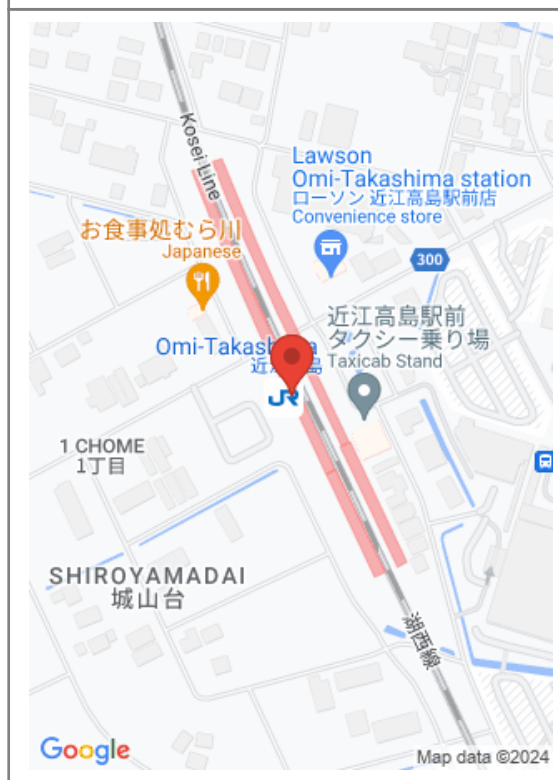 Kosei Line
Lawson
Omi-Takashima station
ローソン 近江高島駅前店
Convenience store
お食事処むら川
Japanese
300
近江高島駅前
タクシー乗り場
Taxicab Stand
JR
1 CHOME
1丁目
SHIROYAMADAI
城山台
湖西線
Google
Map data ©2024